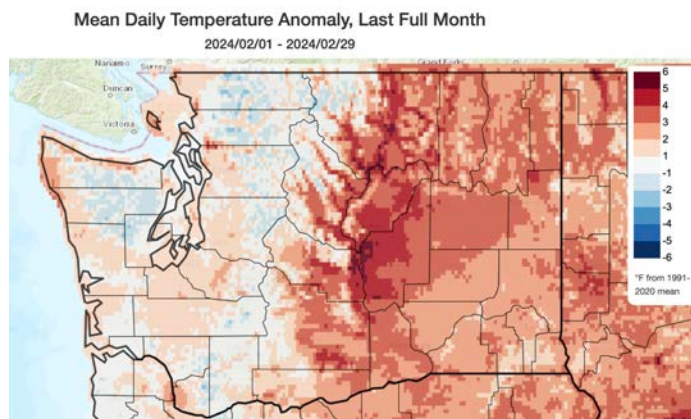 Mean Daily Temperature Anomaly, Last Full Month
2024/02/01 - 2024/02/29
Nanaimo
Surrey
Grand Forks
Duncan
Victoria
6
5
4
3
2
1
-1
-2
-3
-4
-5
-6
°F from 1991-
2020 mean